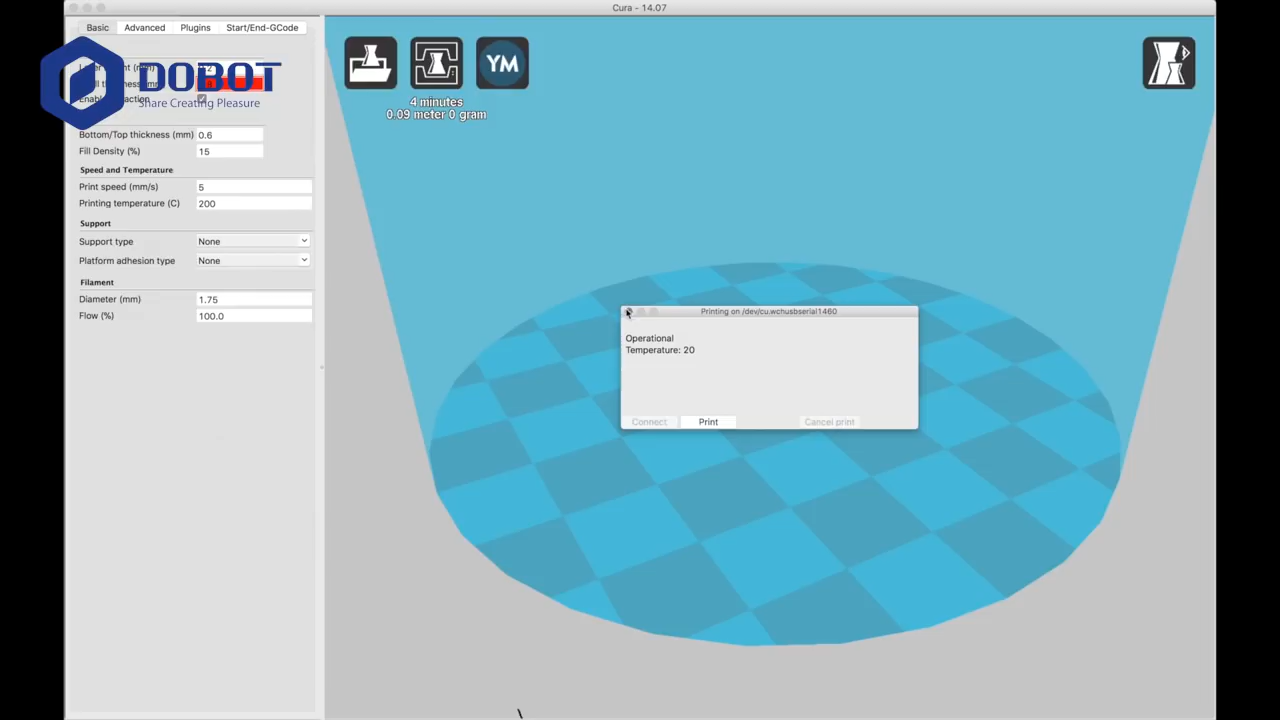 Cura - 14.07
Basic
Advanced
Plugins
Start/End-GCode
DOBOT
Share Creating Pleasure
Bottom/Top thickness (mm) 0.6
Fill Density (%) 15
Speed and Temperature
Print speed (mm/s) 5
Printing temperature (C) 200
Support
Support type None
Platform adhesion type None
Filament
Diameter (mm) 1.75
Flow (%) 100.0
YM
4 minutes
0.09 meter 0 gram
Printing on /dev/cu.wchusbserial1460
Operational
Temperature: 20
Connect
Print
Cancel print